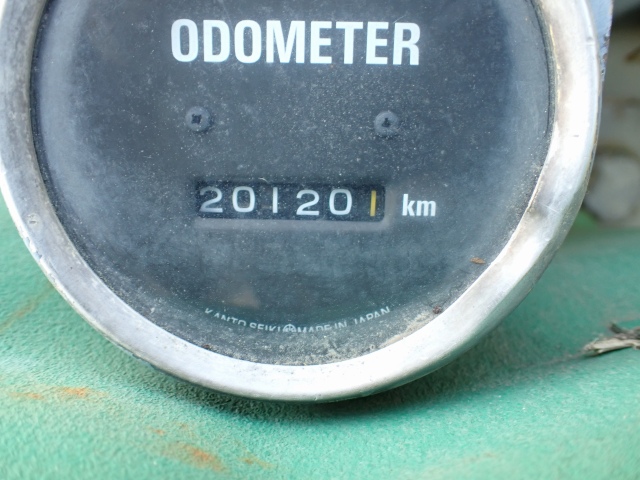 ODOMETER
201201 km
KANTO SEIKI MADE IN JAPAN